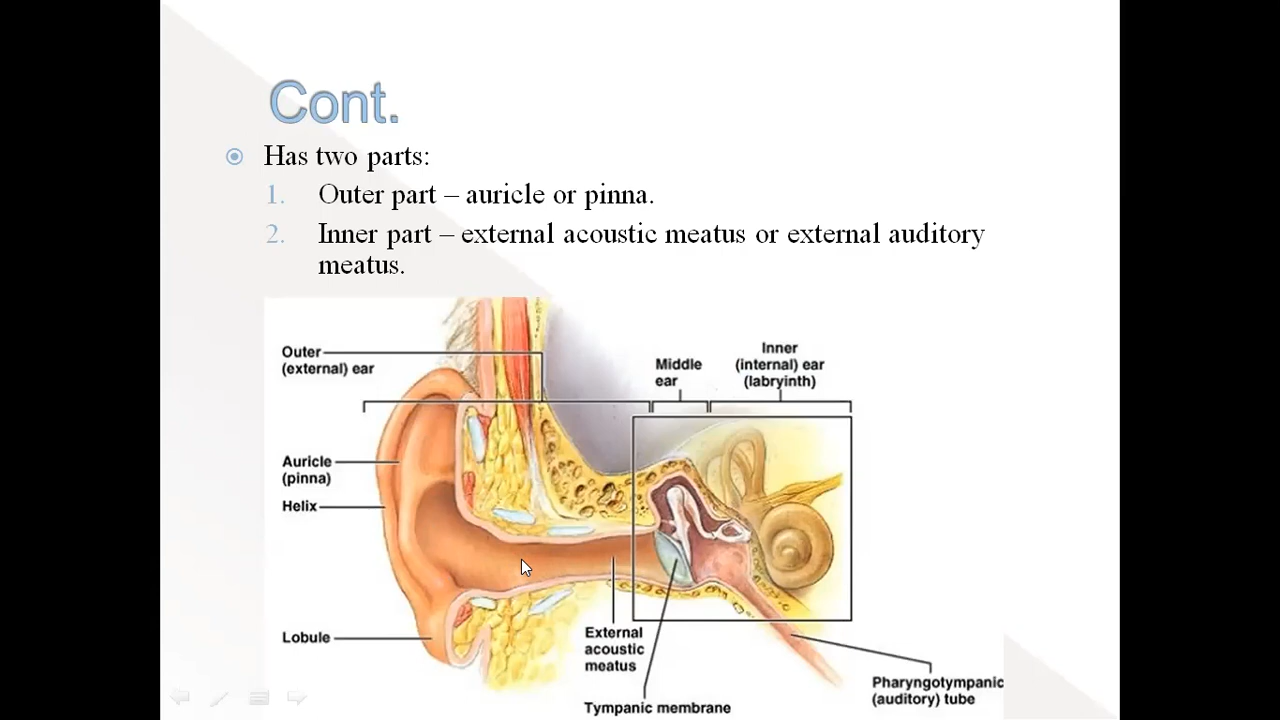 Cont.
Has two parts:
1. Outer part – auricle or pinna.
2. Inner part – external acoustic meatus or external auditory
meatus.
Outer
(external) ear
Middle
ear
Inner
(internal) ear
(labryinth)
Auricle
(pinna)
Helix
Lobule
External
acoustic
meatus
Tympanic membrane
Pharyngotympanic
(auditory) tube